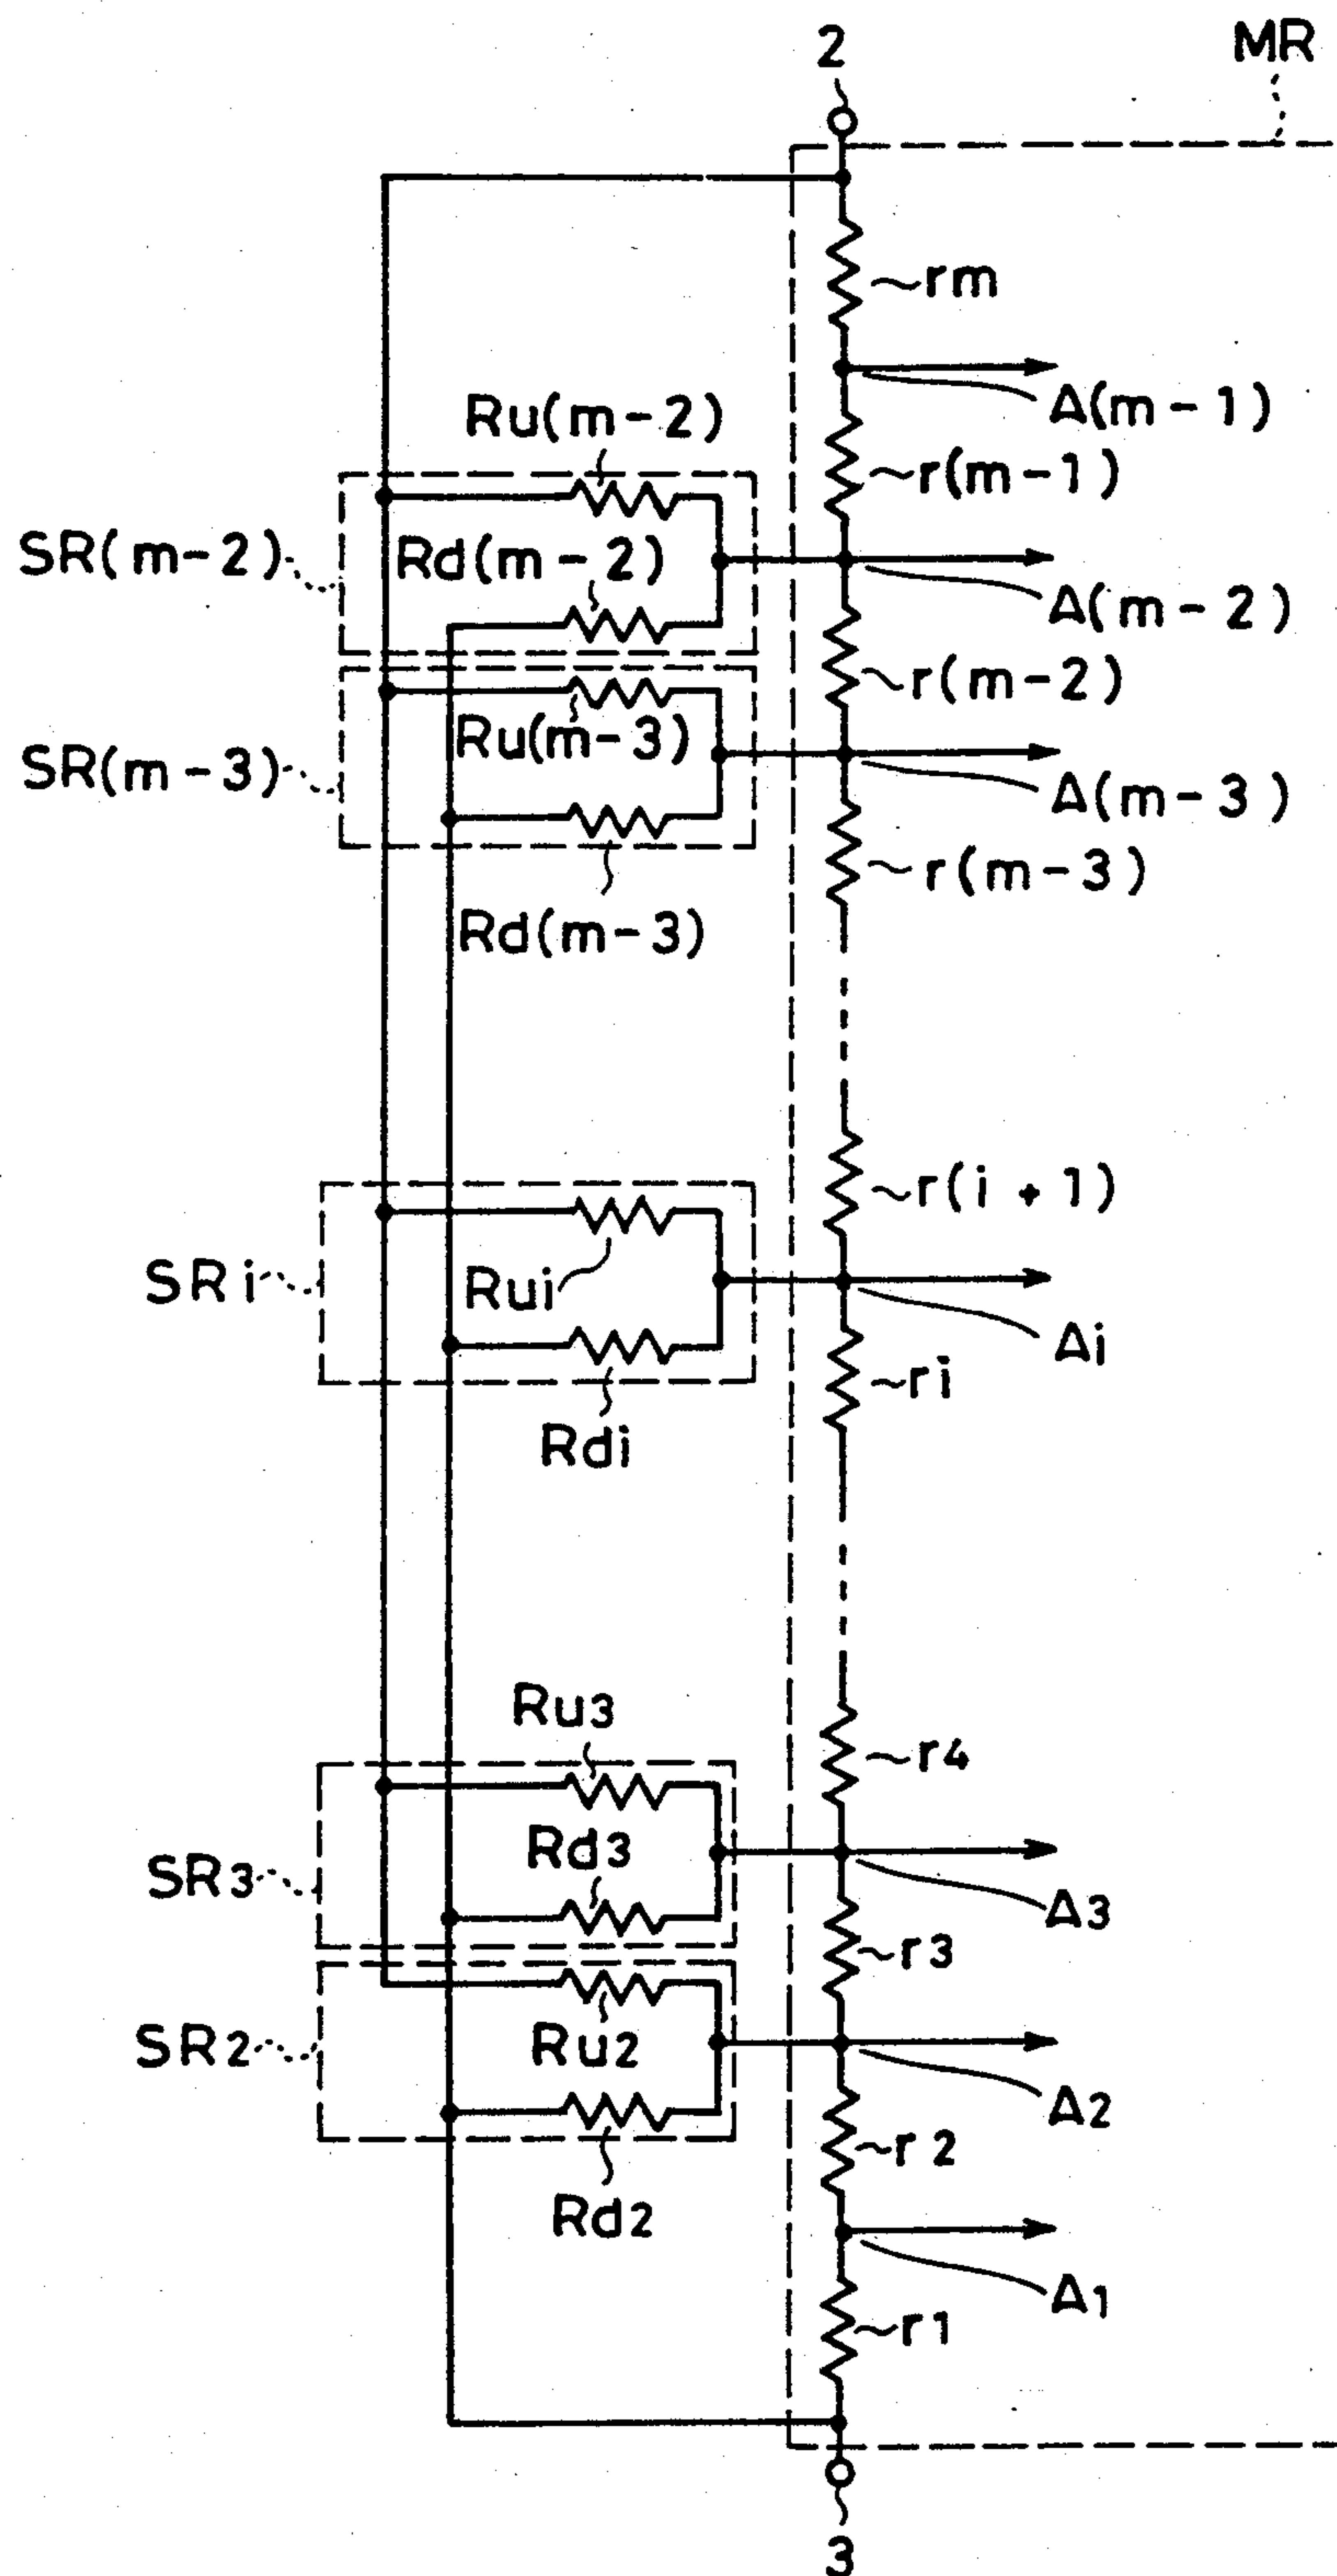 2
MR
rm
A(m-1)
Ru(m-2)
r(m-1)
SR(m-2)
Rd(m-2)
A(m-2)
r(m-2)
Ru(m-3)
SR(m-3)
A(m-3)
r(m-3)
Rd(m-3)
r(i+1)
SRi
Rui
Ai
ri
Rdi
Ru3
r4
Rd3
SR3
A3
r3
SR2
Ru2
A2
r2
Rd2
A1
r1
3